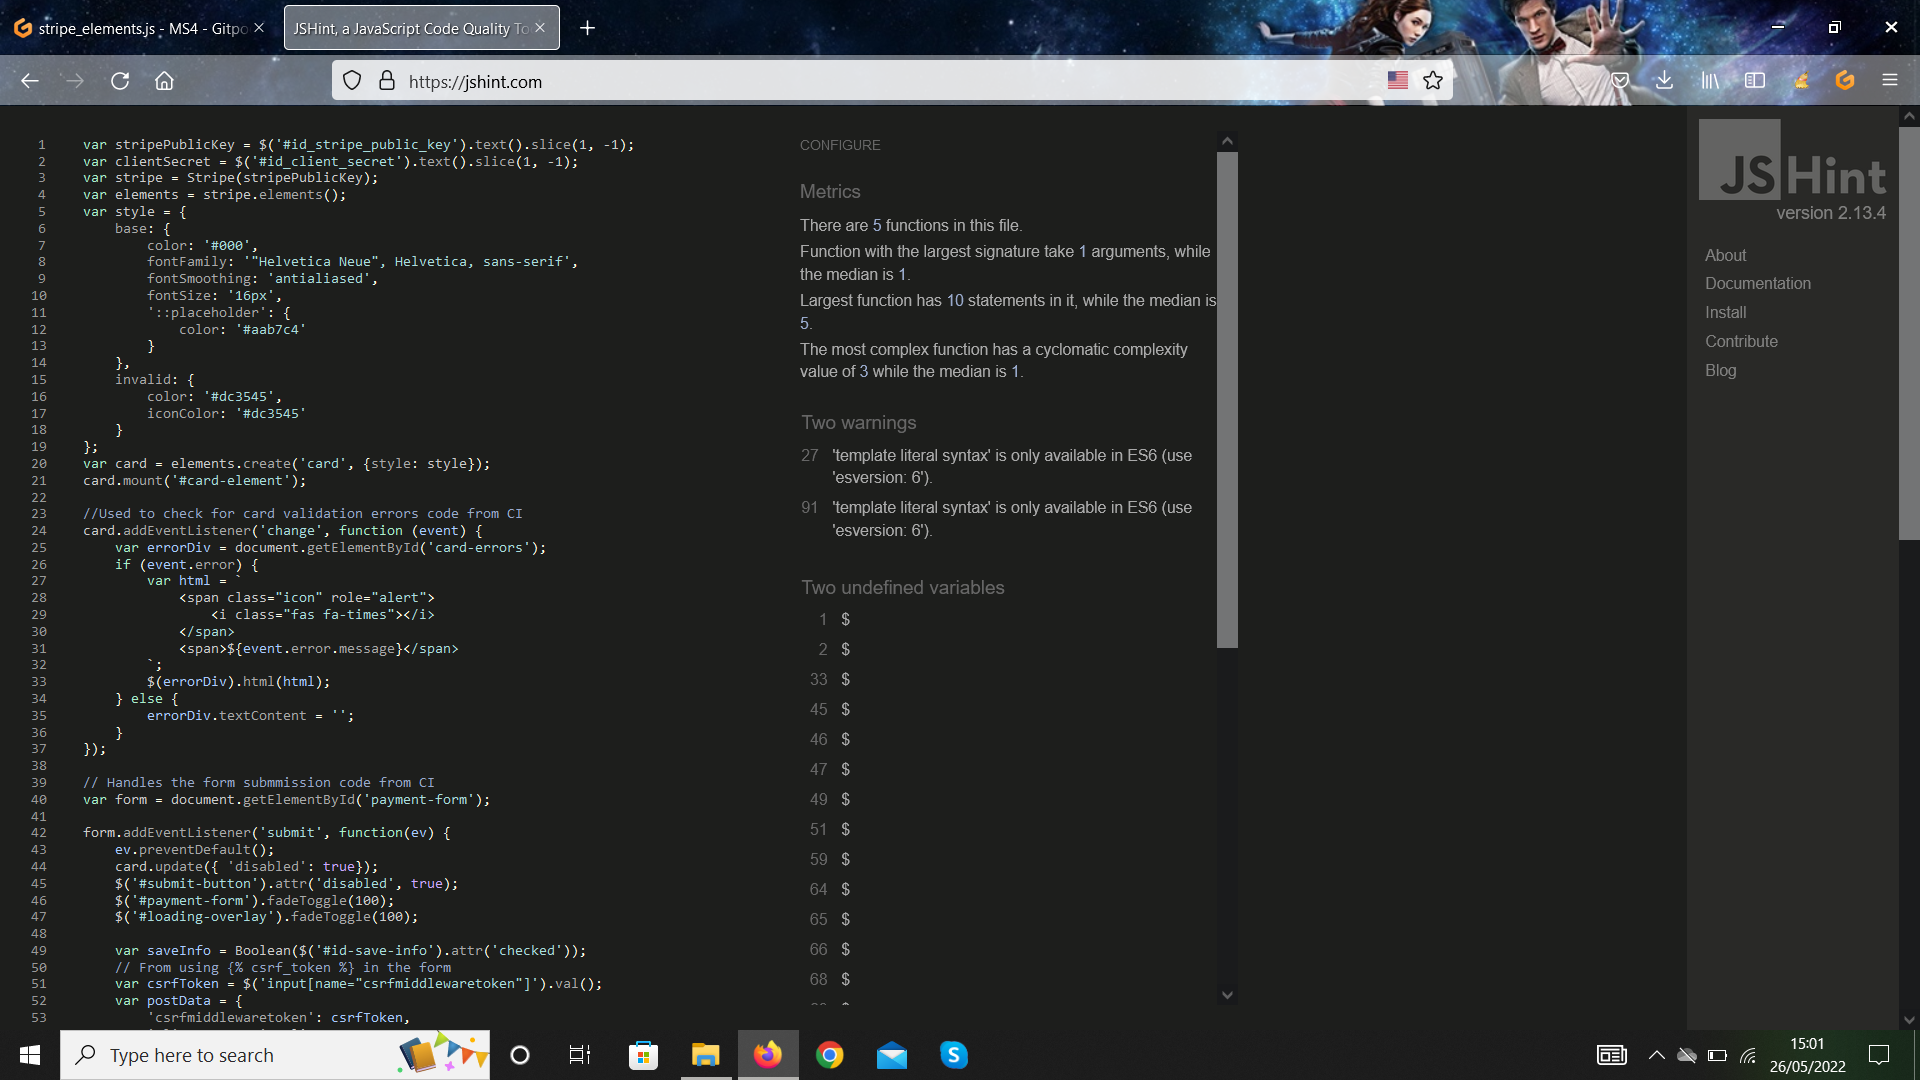 stripe_elements.js - MS4 - Gitpo
JSHint, a JavaScript Code Quality To
https://jshint.com
1 var stripePublicKey = $('#id_stripe_public_key').text().slice(1, -1);
2 var clientSecret = $('#id_client_secret').text().slice(1, -1);
3 var stripe = Stripe(stripePublicKey);
4 var elements = stripe.elements();
5 var style = {
6 base: {
7 color: '#000',
8 fontFamily: '"Helvetica Neue", Helvetica, sans-serif',
9 fontSmoothing: 'antialiased',
10 fontSize: '16px',
11 '::placeholder': {
12 color: '#aab7c4'
13 }
14 },
15 invalid: {
16 color: '#dc3545',
17 iconColor: '#dc3545'
18 }
19 };
20 var card = elements.create('card', {style: style});
21 card.mount('#card-element');
22
23 //Used to check for card validation errors code from CI
24 card.addEventListener('change', function (event) {
25 var errorDiv = document.getElementById('card-errors');
26 if (event.error) {
27 var html = `
28 <span class="icon" role="alert">
29 <i class="fas fa-times"></i>
30 </span>
31 <span>${event.error.message}</span>
32 `;
33 $(errorDiv).html(html);
34 } else {
35 errorDiv.textContent = '';
36 }
37 });
38
39 // Handles the form submmission code from CI
40 var form = document.getElementById('payment-form');
41
42 form.addEventListener('submit', function(ev) {
43 ev.preventDefault();
44 card.update({ 'disabled': true});
45 $('#submit-button').attr('disabled', true);
46 $('#payment-form').fadeToggle(100);
47 $('#loading-overlay').fadeToggle(100);
48
49 var saveInfo = Boolean($('#id-save-info').attr('checked'));
50 // From using {% csrf_token %} in the form
51 var csrfToken = $('input[name="csrfmiddlewaretoken"]').val();
52 var postData = {
53 'csrfmiddlewaretoken': csrfToken,
CONFIGURE
Metrics
There are 5 functions in this file.
Function with the largest signature take 1 arguments, while
the median is 1.
Largest function has 10 statements in it, while the median is
5.
The most complex function has a cyclomatic complexity
value of 3 while the median is 1.
Two warnings
27 'template literal syntax' is only available in ES6 (use
'esversion: 6').
91 'template literal syntax' is only available in ES6 (use
'esversion: 6').
Two undefined variables
1 $
2 $
33 $
45 $
46 $
47 $
49 $
51 $
59 $
64 $
65 $
66 $
68 $
JSHint
version 2.13.4
About
Documentation
Install
Contribute
Blog
Type here to search
15:01
26/05/2022